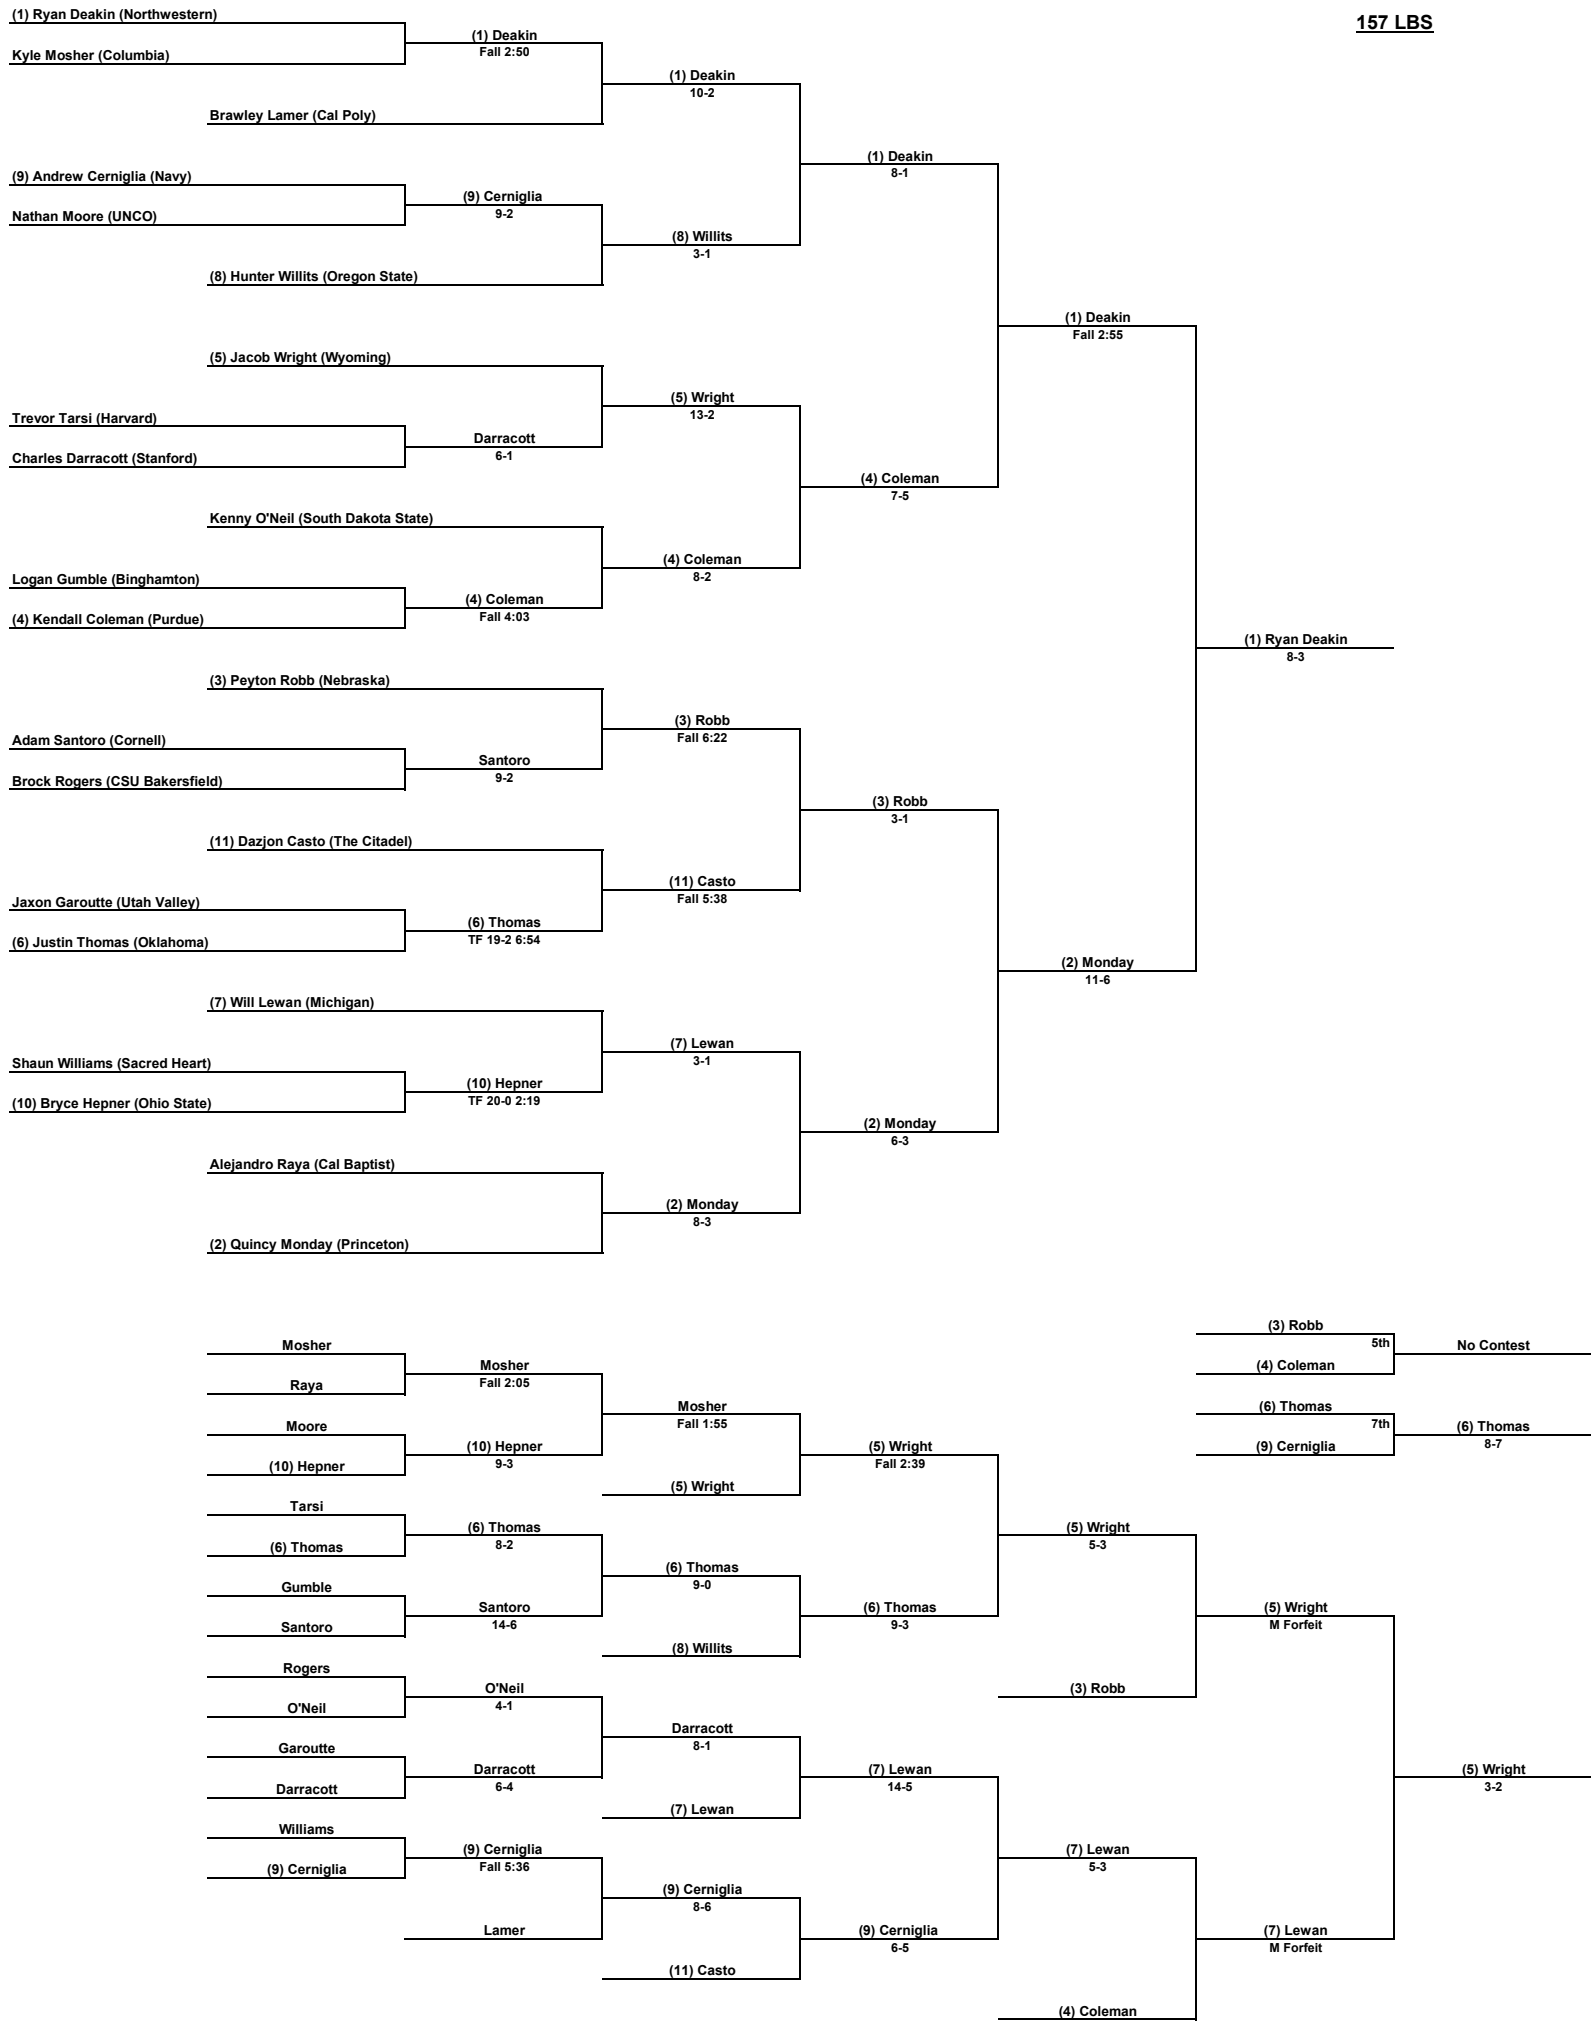 157 LBS
(1) Ryan Deakin (Northwestern)
(1) Deakin
Fall 2:50
Kyle Mosher (Columbia)
(1) Deakin
10-2
Brawley Lamer (Cal Poly)
(1) Deakin
8-1
(9) Andrew Cerniglia (Navy)
(9) Cerniglia
9-2
Nathan Moore (UNCO)
(8) Willits
3-1
(8) Hunter Willits (Oregon State)
(1) Deakin
Fall 2:55
(5) Jacob Wright (Wyoming)
(5) Wright
13-2
Trevor Tarsi (Harvard)
Darracott
6-1
Charles Darracott (Stanford)
(4) Coleman
7-5
Kenny O'Neil (South Dakota State)
(4) Coleman
8-2
Logan Gumble (Binghamton)
(4) Coleman
Fall 4:03
(4) Kendall Coleman (Purdue)
(1) Ryan Deakin
8-3
(3) Peyton Robb (Nebraska)
(3) Robb
Fall 6:22
Adam Santoro (Cornell)
Santoro
9-2
Brock Rogers (CSU Bakersfield)
(3) Robb
3-1
(11) Dazjon Casto (The Citadel)
(11) Casto
Fall 5:38
Jaxon Garoutte (Utah Valley)
(6) Thomas
TF 19-2 6:54
(6) Justin Thomas (Oklahoma)
(2) Monday
11-6
(7) Will Lewan (Michigan)
(7) Lewan
3-1
Shaun Williams (Sacred Heart)
(10) Hepner
TF 20-0 2:19
(10) Bryce Hepner (Ohio State)
(2) Monday
6-3
Alejandro Raya (Cal Baptist)
(2) Monday
8-3
(2) Quincy Monday (Princeton)
(3) Robb
5th
No Contest
(4) Coleman
(6) Thomas
7th
(6) Thomas
8-7
(9) Cerniglia
Mosher
Mosher
Fall 2:05
Raya
Mosher
Fall 1:55
Moore
(10) Hepner
9-3
(10) Hepner
(5) Wright
Fall 2:39
(5) Wright
Tarsi
(6) Thomas
8-2
(5) Wright
5-3
(6) Thomas
(6) Thomas
9-0
Gumble
Santoro
14-6
(6) Thomas
9-3
(5) Wright
M Forfeit
Santoro
(8) Willits
Rogers
O'Neil
4-1
(3) Robb
O'Neil
Darracott
8-1
Garoutte
Darracott
6-4
(7) Lewan
14-5
(5) Wright
3-2
Darracott
(7) Lewan
Williams
(9) Cerniglia
Fall 5:36
(7) Lewan
5-3
(9) Cerniglia
(9) Cerniglia
8-6
Lamer
(9) Cerniglia
6-5
(7) Lewan
M Forfeit
(11) Casto
(4) Coleman